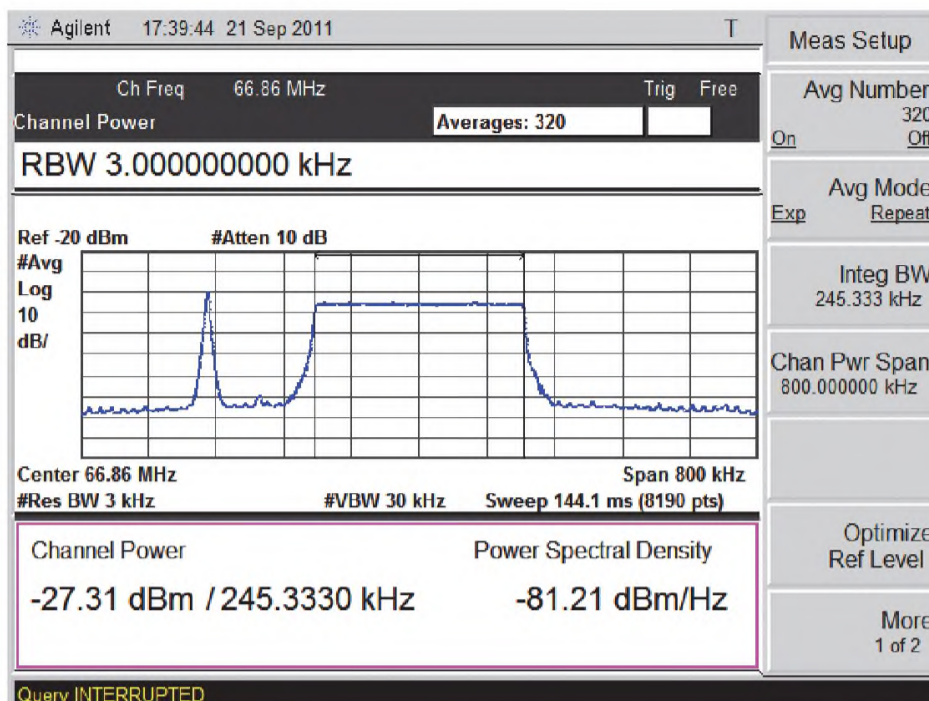 Agilent 17:39:44 21 Sep 2011 T
Ch Freq 66.86 MHz Trig Free
Channel Power Averages: 320
RBW 3.000000000 kHz
Ref -20 dBm #Atten 10 dB
#Avg
Log
10
dB/
Center 66.86 MHz Span 800 kHz
#Res BW 3 kHz #VBW 30 kHz Sweep 144.1 ms (8190 pts)
Channel Power Power Spectral Density
-27.31 dBm / 245.3330 kHz -81.21 dBm/Hz
Query INTERRUPTED
Meas Setup
Avg Number
320
On Off
Avg Mode
Exp Repeat
Integ BW
245.333 kHz
Chan Pwr Span
800.000000 kHz
Optimize
Ref Level
More
1 of 2